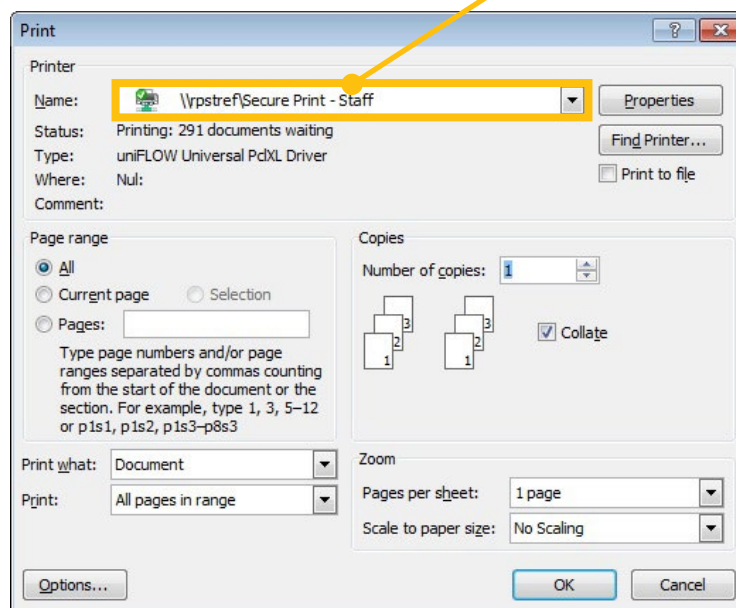 Print
Printer
Name: \\rpstref\Secure Print - Staff
Properties
Status: Printing: 291 documents waiting
Find Printer...
Type: uniFLOW Universal PclXL Driver
Where: Nul:
Print to file
Comment:
Page range
All
Current page Selection
Pages:
Type page numbers and/or page
ranges separated by commas counting
from the start of the document or the
section. For example, type 1, 3, 5–12
or p1s1, p1s2, p1s3–p8s3
Copies
Number of copies: 1
3 3
2 2
1 1
Collate
Print what: Document
Print: All pages in range
Zoom
Pages per sheet: 1 page
Scale to paper size: No Scaling
Options...
OK
Cancel